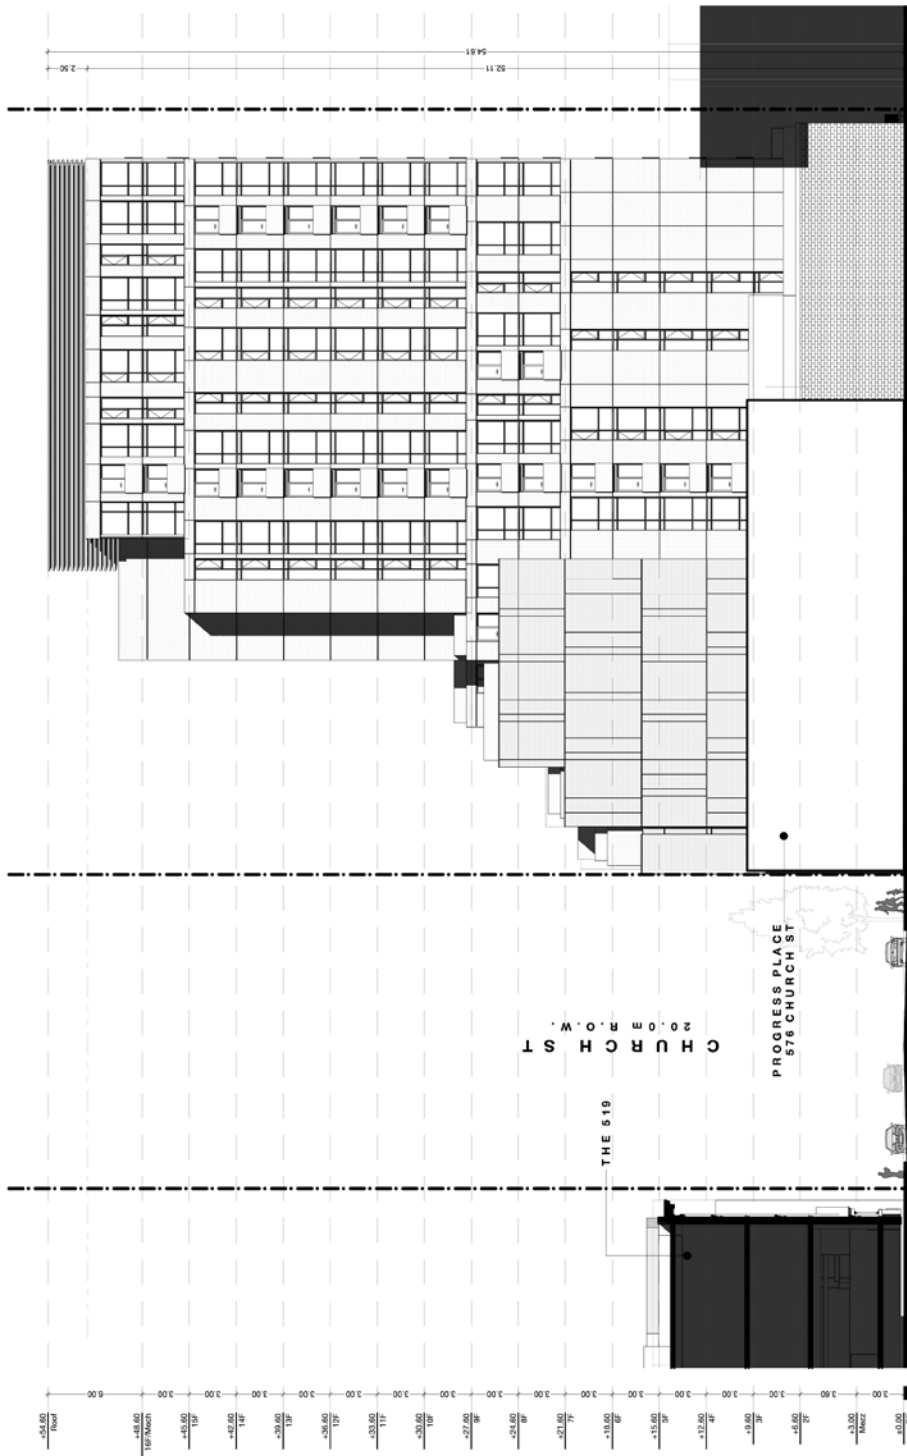 54.61
2.50
52.11
CHURCH ST
20.0m R.O.W.
PROGRESS PLACE
576 CHURCH ST
THE 519
6.00
3.00
3.00
3.00
3.00
3.00
3.00
3.00
3.00
3.00
3.00
3.00
3.00
3.00
3.00
3.60
3.00
+54.60
Roof
+48.60
16F/Mech
+45.60
15F
+42.60
14F
+39.60
13F
+36.60
12F
+33.60
11F
+30.60
10F
+27.60
9F
+24.60
8F
+21.60
7F
+18.60
6F
+15.60
5F
+12.60
4F
+9.60
3F
+6.60
2F
+3.00
Mezz
±0.00